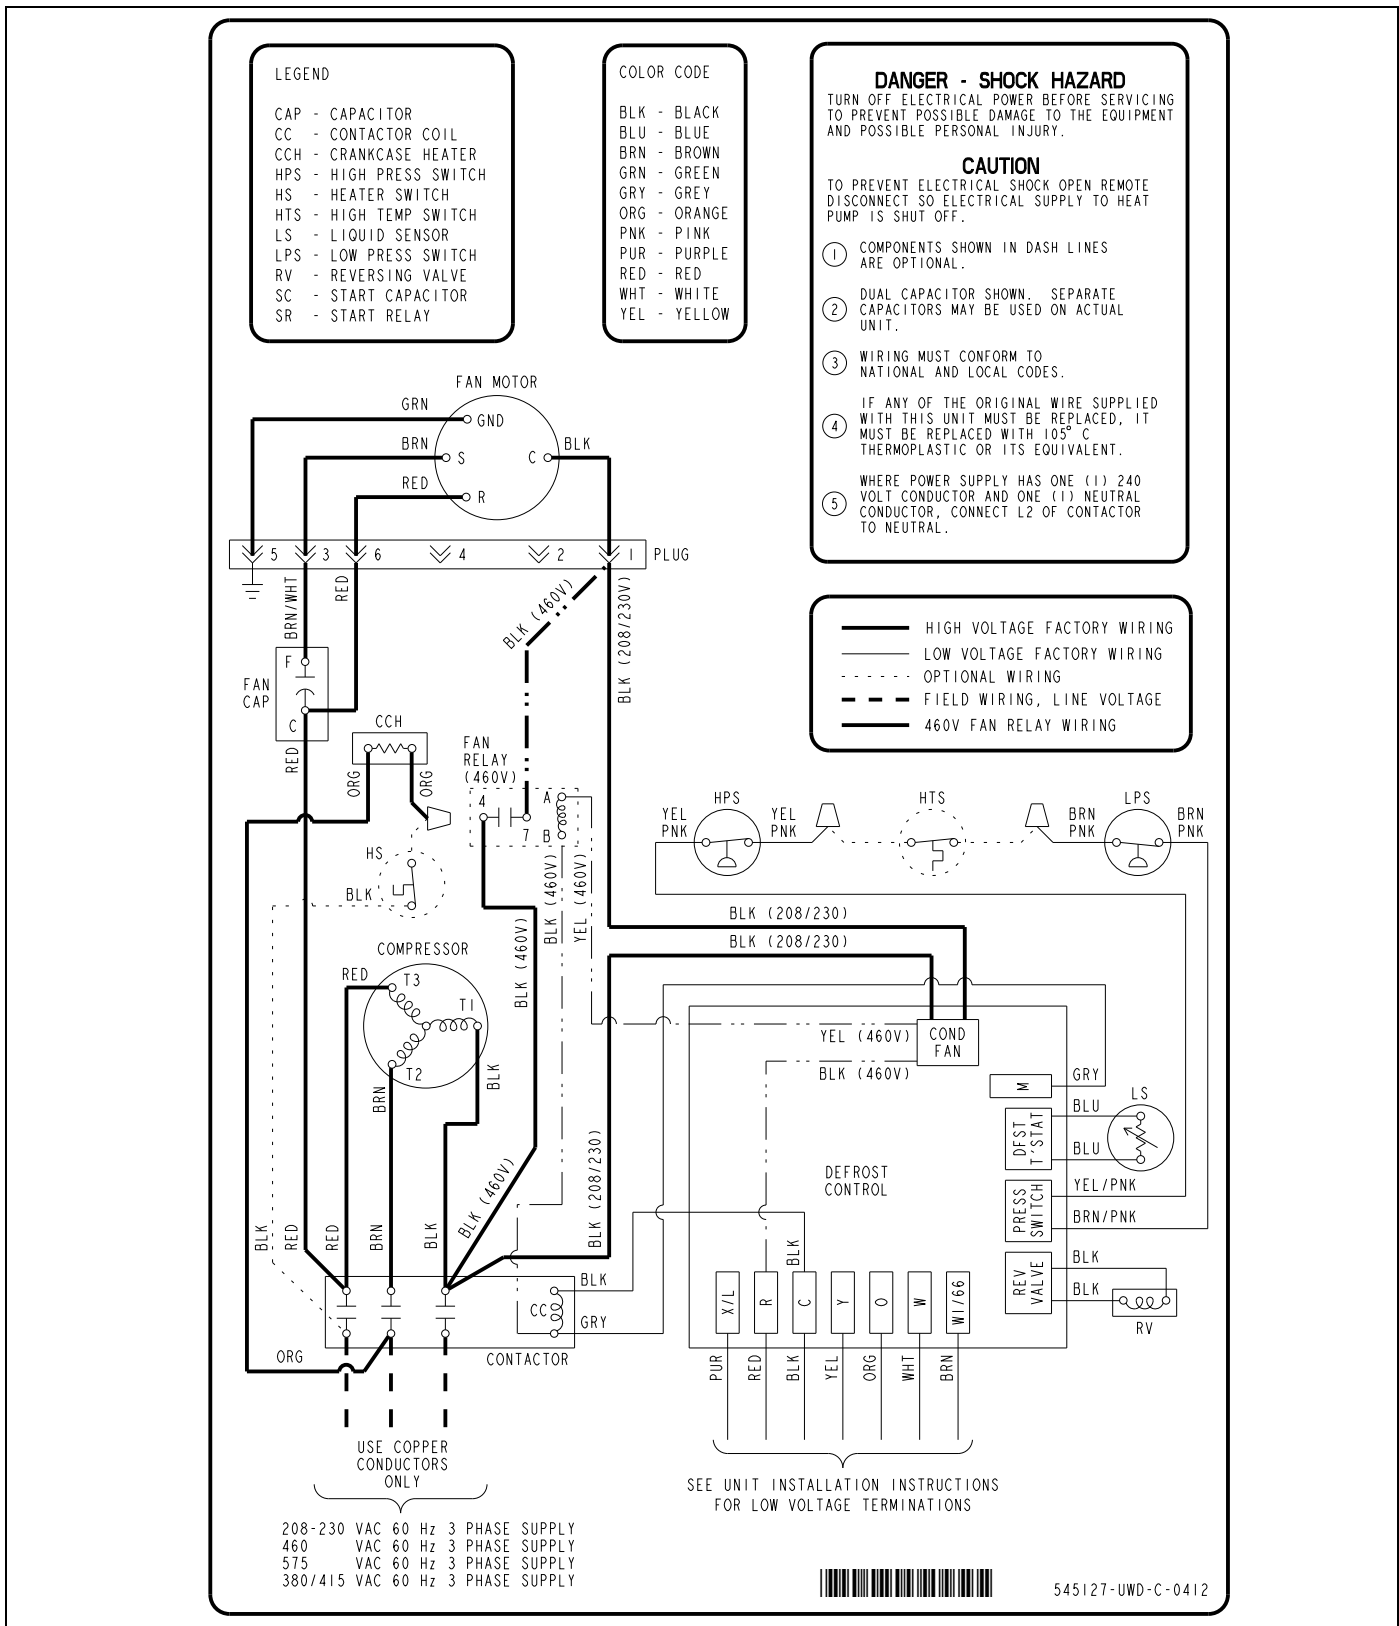 LEGEND
CAP - CAPACITOR
CC - CONTACTOR COIL
CCH - CRANKCASE HEATER
HPS - HIGH PRESS SWITCH
HS - HEATER SWITCH
HTS - HIGH TEMP SWITCH
LS - LIQUID SENSOR
LPS - LOW PRESS SWITCH
RV - REVERSING VALVE
SC - START CAPACITOR
SR - START RELAY
COLOR CODE
BLK - BLACK
BLU - BLUE
BRN - BROWN
GRN - GREEN
GRY - GREY
ORG - ORANGE
PNK - PINK
PUR - PURPLE
RED - RED
WHT - WHITE
YEL - YELLOW
DANGER - SHOCK HAZARD
TURN OFF ELECTRICAL POWER BEFORE SERVICING
TO PREVENT POSSIBLE DAMAGE TO THE EQUIPMENT
AND POSSIBLE PERSONAL INJURY.
CAUTION
TO PREVENT ELECTRICAL SHOCK OPEN REMOTE
DISCONNECT SO ELECTRICAL SUPPLY TO HEAT
PUMP IS SHUT OFF.
1 COMPONENTS SHOWN IN DASH LINES
ARE OPTIONAL.
2 DUAL CAPACITOR SHOWN. SEPARATE
CAPACITORS MAY BE USED ON ACTUAL
UNIT.
3 WIRING MUST CONFORM TO
NATIONAL AND LOCAL CODES.
4 IF ANY OF THE ORIGINAL WIRE SUPPLIED
WITH THIS UNIT MUST BE REPLACED, IT
MUST BE REPLACED WITH 105° C
THERMOPLASTIC OR ITS EQUIVALENT.
5 WHERE POWER SUPPLY HAS ONE (1) 240
VOLT CONDUCTOR AND ONE (1) NEUTRAL
CONDUCTOR, CONNECT L2 OF CONTACTOR
TO NEUTRAL.
HIGH VOLTAGE FACTORY WIRING
LOW VOLTAGE FACTORY WIRING
OPTIONAL WIRING
FIELD WIRING, LINE VOLTAGE
460V FAN RELAY WIRING
FAN MOTOR
GRN
GND
BRN
S
C
BLK
RED
R
5 3 6 4 2 1 PLUG
BRN/WHT
RED
BLK (460V)
BLK (208/230V)
FAN
CAP
F
C
RED
CCH
ORG
ORG
FAN
RELAY
(460V)
4
7
A
B
HS
BLK
BLK (460V)
BLK (460V)
YEL (460V)
HPS
YEL
PNK
YEL
PNK
HTS
LPS
BRN
PNK
BRN
PNK
BLK (208/230)
BLK (208/230)
COMPRESSOR
RED
T3
T1
T2
BRN
BLK
YEL (460V)
BLK (460V)
COND
FAN
M
GRY
LS
DFST
T'STAT
BLU
BLU
DEFROST
CONTROL
PRESS
SWITCH
YEL/PNK
BRN/PNK
REV
VALVE
BLK
BLK
RV
BLK
RED
RED
BRN
BLK
BLK (460V)
BLK (208/230)
BLK
CC
BLK
GRY
CONTACTOR
ORG
X/L
R
C
Y
O
W
W1/66
PUR
RED
BLK
YEL
ORG
WHT
BRN
USE COPPER
CONDUCTORS
ONLY
208-230 VAC 60 Hz 3 PHASE SUPPLY
460 VAC 60 Hz 3 PHASE SUPPLY
575 VAC 60 Hz 3 PHASE SUPPLY
380/415 VAC 60 Hz 3 PHASE SUPPLY
SEE UNIT INSTALLATION INSTRUCTIONS
FOR LOW VOLTAGE TERMINATIONS
545127-UWD-C-0412